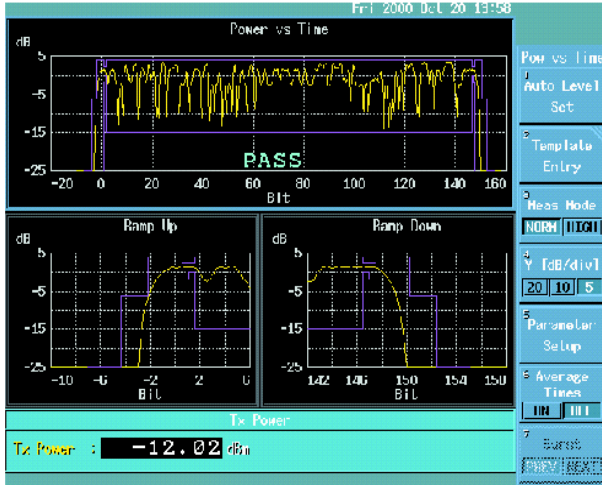 Fri 2000 Oct 20 13:58
Power vs Time
dB
5
-5
-15
-25
PASS
-20 0 20 40 60 80 100 120 140 160
Bit
Ramp Up
dB
5
-5
-15
-25
-10 -6 -2 2 6
Bit
Ramp Down
dB
5
-5
-15
-25
142 146 150 154 158
Bit
Tx Power
Tx Power : -12.02 dBm
Pow vs Time
1
Auto Level
Set
2
Template
Entry
3
Meas Mode
NORM HIGH
4
Y [dB/div]
20 10 5
5
Parameter
Setup
6 Average
Times
ON OFF
7
Burst
PREV NEXT